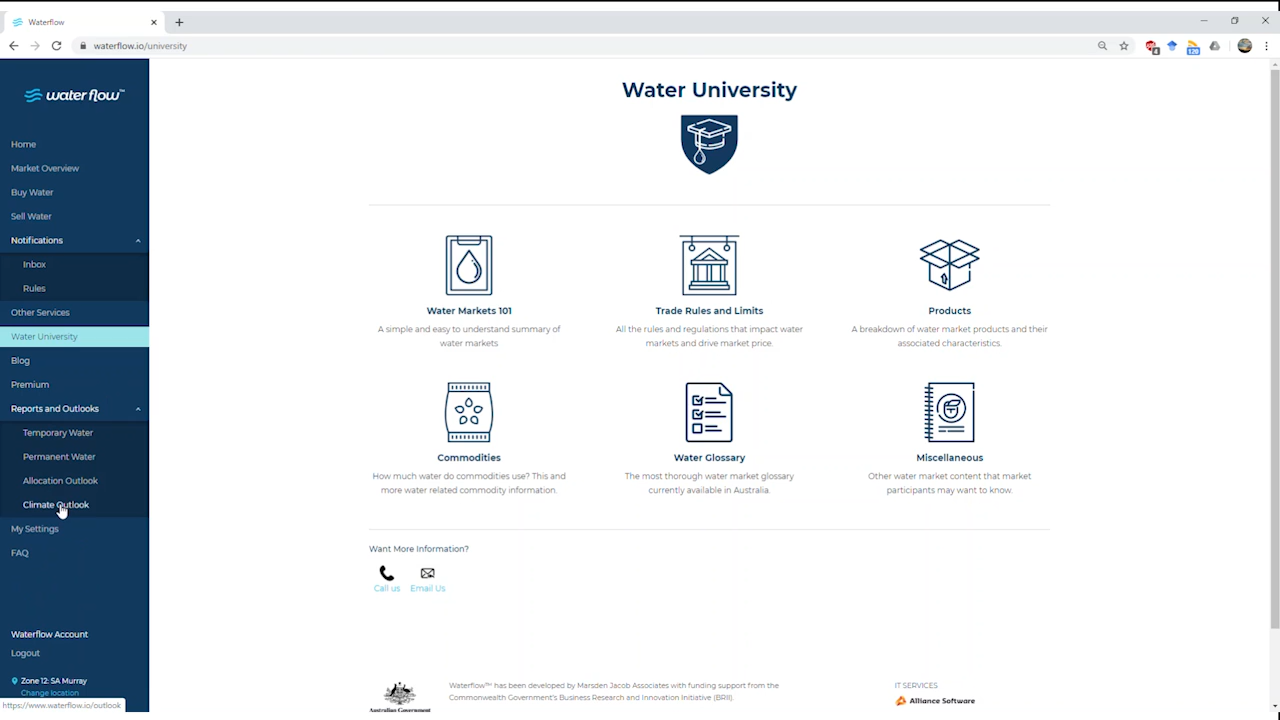 Waterflow
waterflow.io/university
4
120
water flow™
Home
Market Overview
Buy Water
Sell Water
Notifications
Inbox
Rules
Other Services
Water University
Blog
Premium
Reports and Outlooks
Temporary Water
Permanent Water
Allocation Outlook
Climate Outlook
My Settings
FAQ
Waterflow Account
Logout
Zone 12: SA Murray
Change location
https://www.waterflow.io/outlook
Water University
Water Markets 101
A simple and easy to understand summary of
water markets.
Trade Rules and Limits
All the rules and regulations that impact water
markets and drive market price.
Products
A breakdown of water market products and their
associated characteristics.
Commodities
How much water do commodities use? This and
more water related commodity information.
Water Glossary
The most thorough water market glossary
currently available in Australia.
Miscellaneous
Other water market content that market
participants may want to know.
Want More Information?
Call us
Email Us
Australian Government
Waterflow™ has been developed by Marsden Jacob Associates with funding support from the
Commonwealth Government's Business Research and Innovation Initiative (BRII).
IT SERVICES
Alliance Software